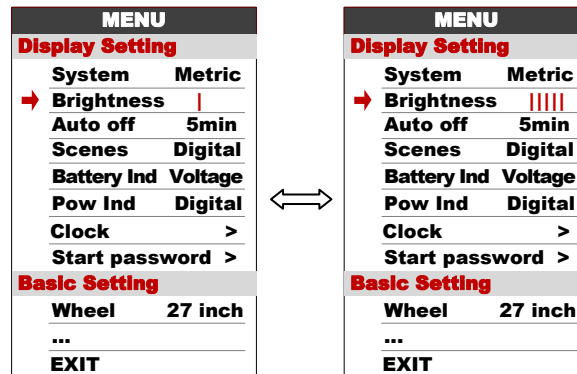 MENU
Display Setting
System Metric
Brightness |
Auto off 5min
Scenes Digital
Battery Ind Voltage
Pow Ind Digital
Clock >
Start password >
Basic Setting
Wheel 27 inch
...
EXIT
MENU
Display Setting
System Metric
Brightness |||||
Auto off 5min
Scenes Digital
Battery Ind Voltage
Pow Ind Digital
Clock >
Start password >
Basic Setting
Wheel 27 inch
...
EXIT